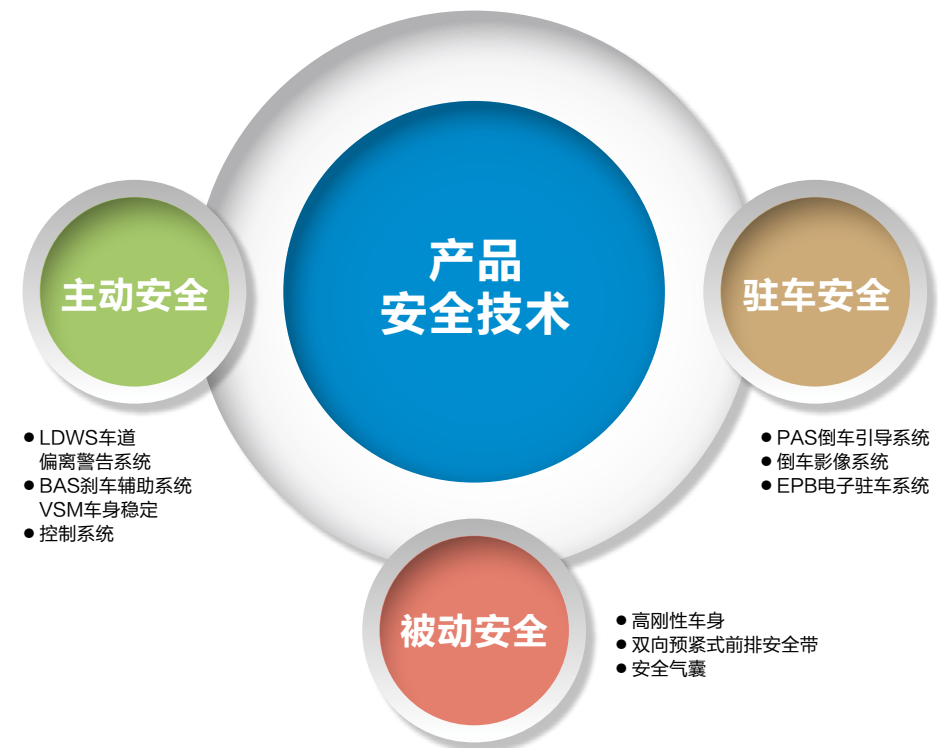 产品
安全技术
主动安全
● LDWS车道
偏离警告系统
● BAS刹车辅助系统
VSM车身稳定
● 控制系统
驻车安全
● PAS倒车引导系统
● 倒车影像系统
● EPB电子驻车系统
被动安全
● 高刚性车身
● 双向预紧式前排安全带
● 安全气囊